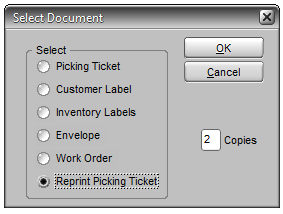 Select Document
Select
Picking Ticket
Customer Label
Inventory Labels
Envelope
Work Order
Reprint Picking Ticket
OK
Cancel
2 Copies